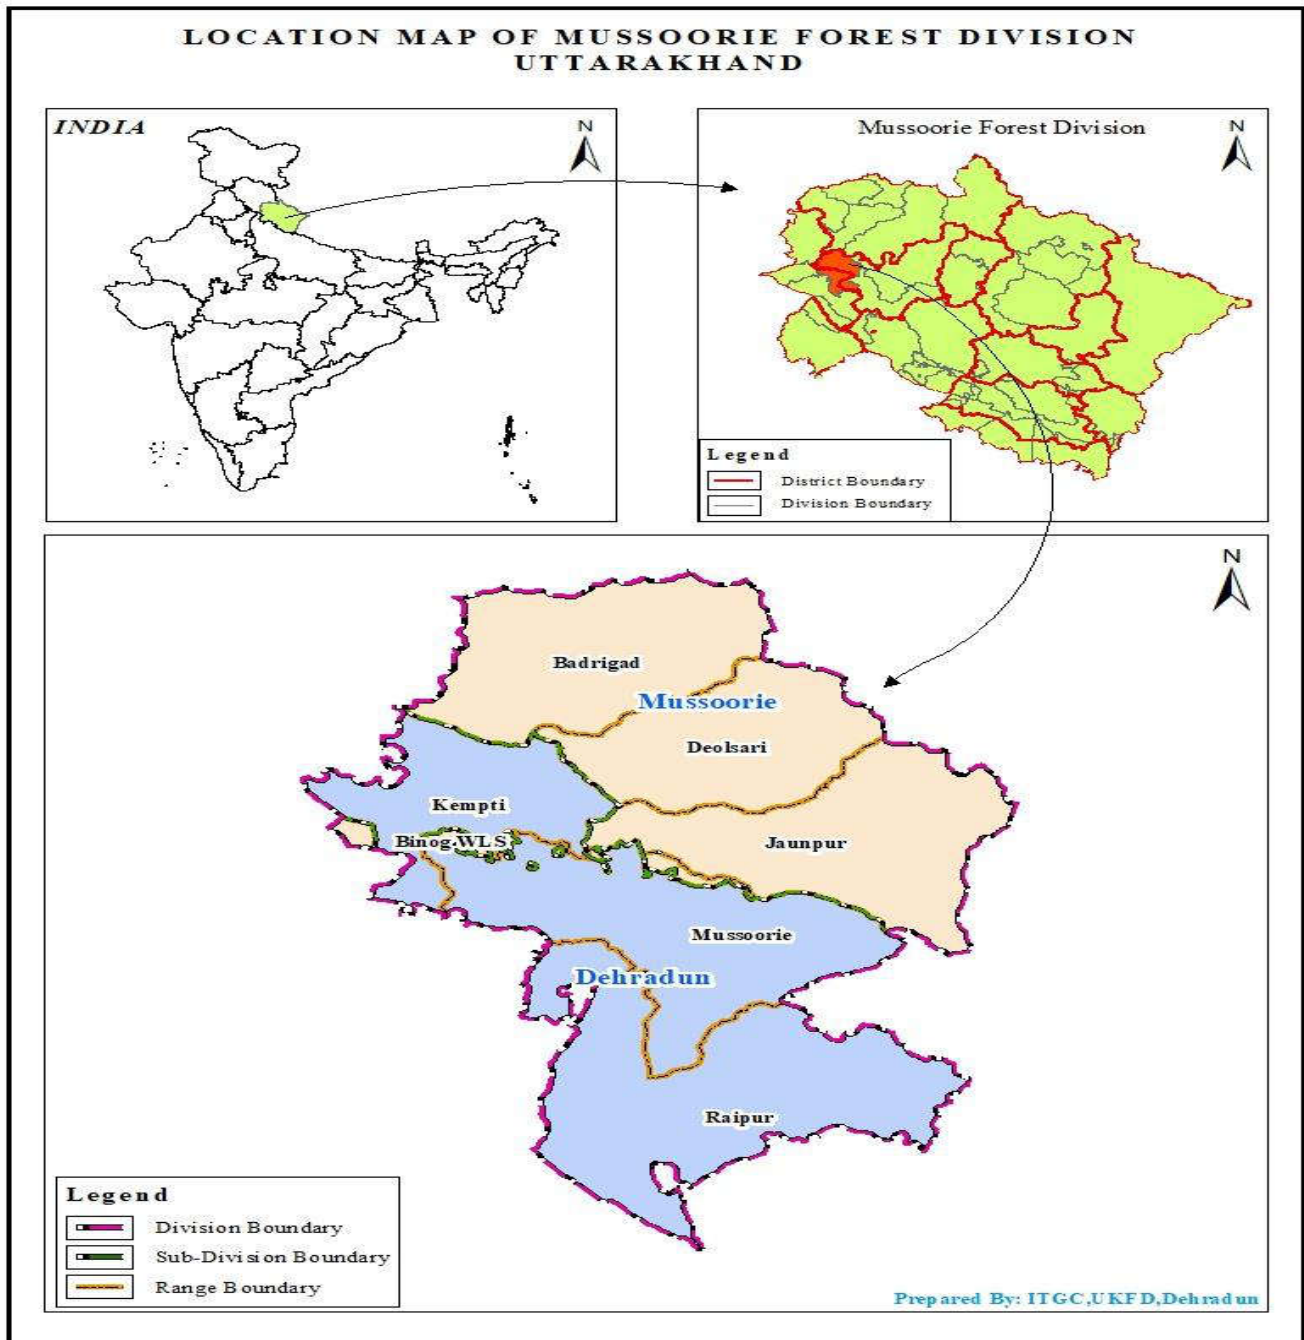 LOCATION MAP OF MUSSOORIE FOREST DIVISION
UTTARAKHAND
INDIA
N
Mussoorie Forest Division
N
Legend
District Boundary
Division Boundary
N
Badrigad
Mussoorie
Deolsari
Kempti
Binog WLS
Jaunpur
Mussoorie
Dehradun
Raipur
Legend
Division Boundary
Sub-Division Boundary
Range Boundary
Prepared By: ITGC,UKFD,Dehradun